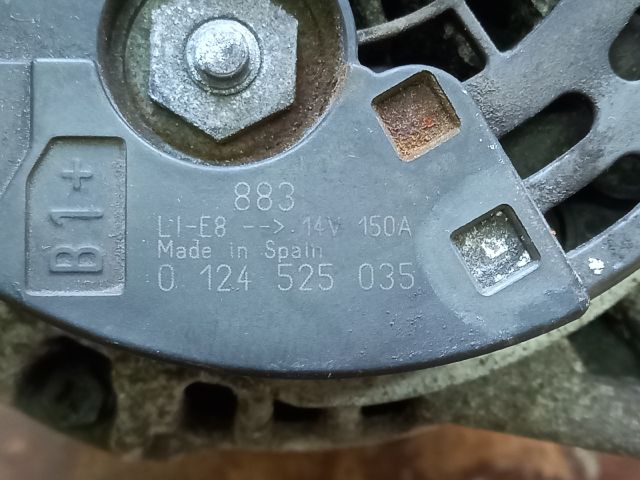 B1+
883
LI-E8 --> 14V 150A
Made in Spain
0 124 525 035